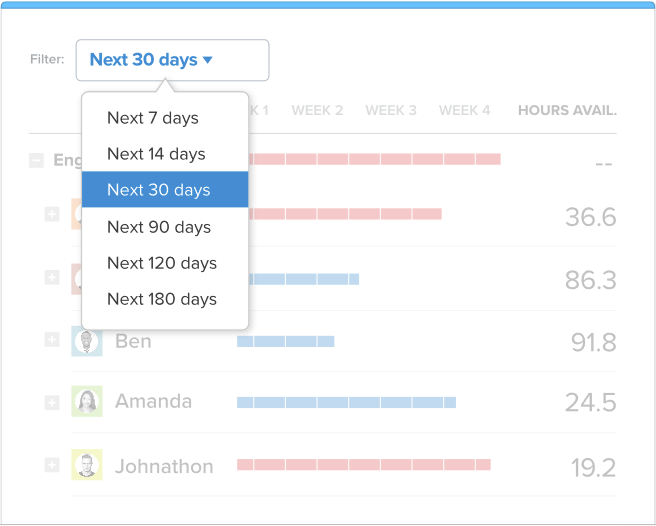 Filter: Next 30 days
Next 7 days
Next 14 days
Next 30 days
Next 90 days
Next 120 days
Next 180 days
K 1 WEEK 2 WEEK 3 WEEK 4 HOURS AVAIL.
Eng --
36.6
86.3
Ben 91.8
Amanda 24.5
Johnathon 19.2